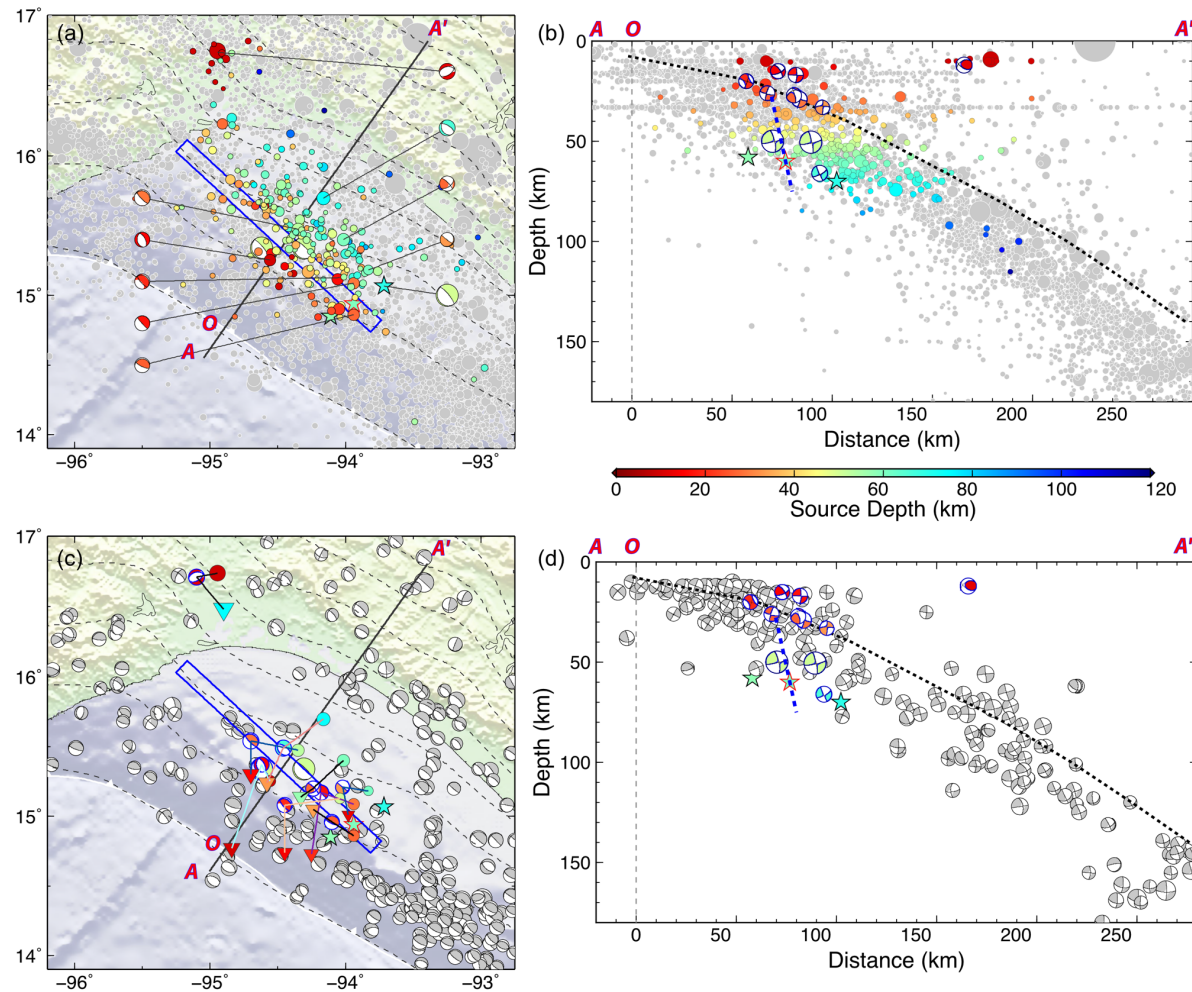 (a)
17˚
16˚
15˚
14˚
−96˚ −95˚ −94˚ −93˚
A'
O
A
(b)
A O A'
0
50
100
150
Depth (km)
50 100 150 200 250
Distance (km)
0 20 40 60 80 100 120
Source Depth (km)
(c)
17˚
16˚
15˚
14˚
−96˚ −95˚ −94˚ −93˚
A'
O
A
(d)
A O A'
0
50
100
150
Depth (km)
0 50 100 150 200 250
Distance (km)